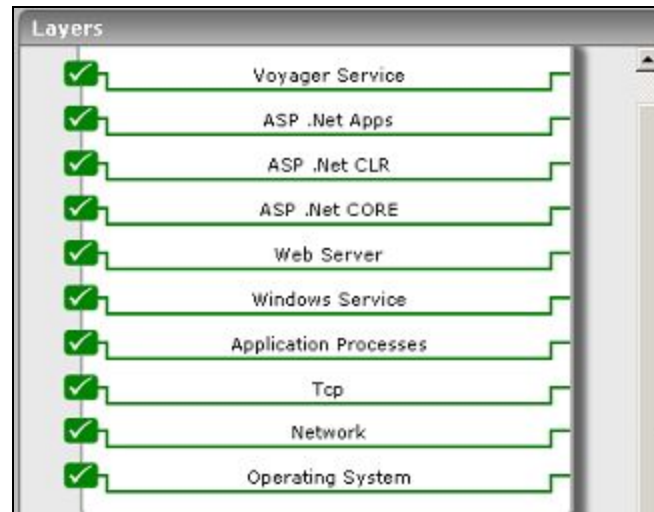 Layers
Voyager Service
ASP .Net Apps
ASP .Net CLR
ASP .Net CORE
Web Server
Windows Service
Application Processes
Tcp
Network
Operating System